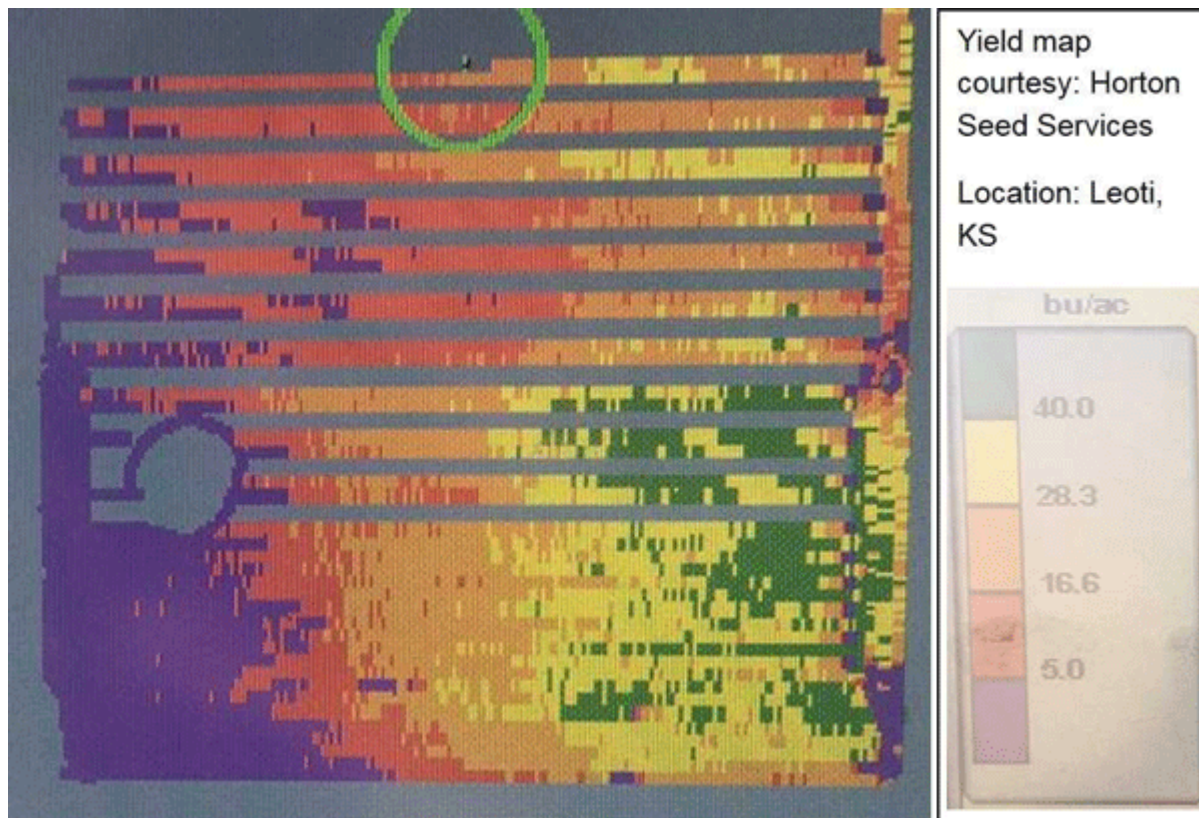 Yield map
courtesy: Horton
Seed Services
Location: Leoti,
KS
bu/ac
40.0
28.3
16.6
5.0